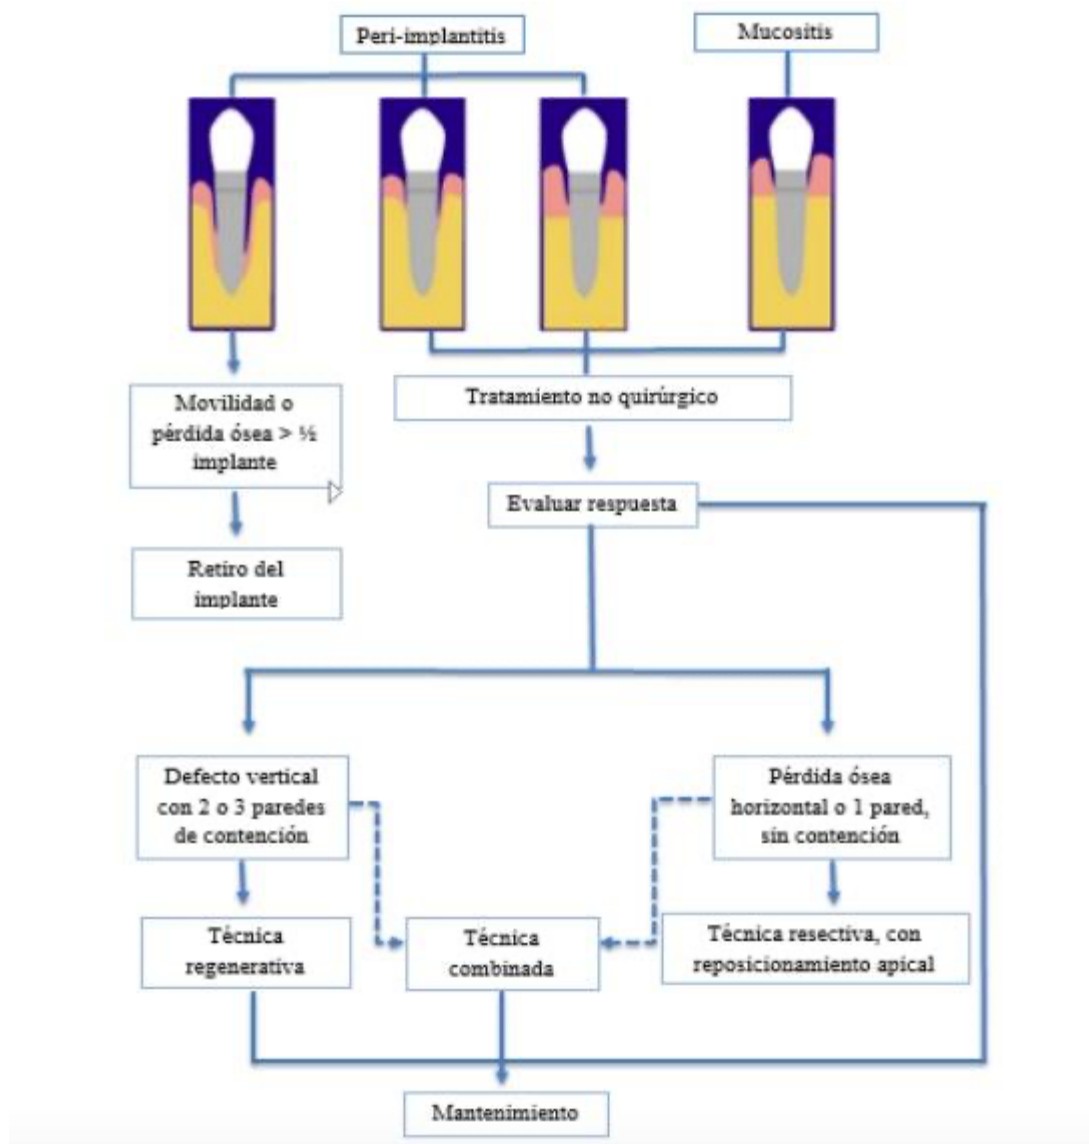 Peri-implantitis
Mucositis
Movilidad o
pérdida ósea > ½
implante
Tratamiento no quirúrgico
Evaluar respuesta
Retiro del
implante
Defecto vertical
con 2 o 3 paredes
de contención
Pérdida ósea
horizontal o 1 pared,
sin contención
Técnica
regenerativa
Técnica
combinada
Técnica resectiva, con
reposicionamiento apical
Mantenimiento